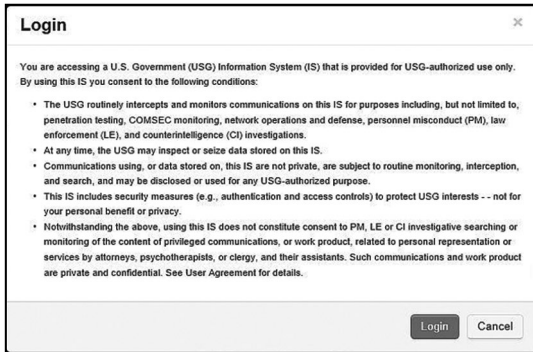 Login ×
You are accessing a U.S. Government (USG) Information System (IS) that is provided for USG-authorized use only.
By using this IS you consent to the following conditions:
• The USG routinely intercepts and monitors communications on this IS for purposes including, but not limited to,
penetration testing, COMSEC monitoring, network operations and defense, personnel misconduct (PM), law
enforcement (LE), and counterintelligence (CI) investigations.
• At any time, the USG may inspect or seize data stored on this IS.
• Communications using, or data stored on, this IS are not private, are subject to routine monitoring, interception,
and search, and may be disclosed or used for any USG-authorized purpose.
• This IS includes security measures (e.g., authentication and access controls) to protect USG interests - - not for
your personal benefit or privacy.
• Notwithstanding the above, using this IS does not constitute consent to PM, LE or CI investigative searching or
monitoring of the content of privileged communications, or work product, related to personal representation or
services by attorneys, psychotherapists, or clergy, and their assistants. Such communications and work product
are private and confidential. See User Agreement for details.
Login Cancel